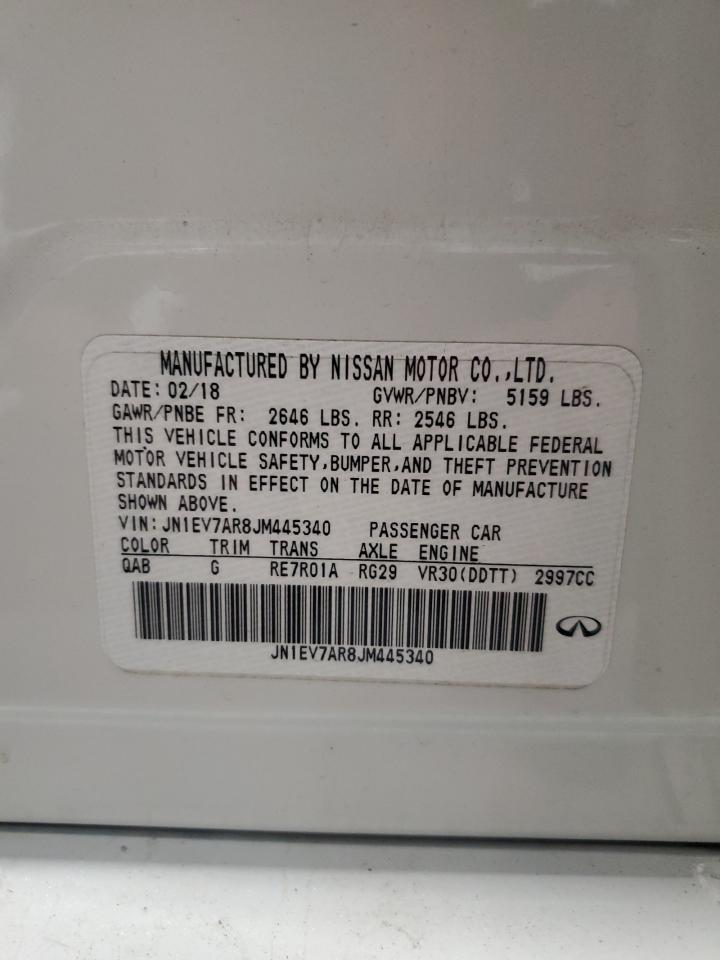 MANUFACTURED BY NISSAN MOTOR CO.,LTD.
DATE: 02/18 GVWR/PNBV: 5159 LBS.
GAWR/PNBE FR: 2646 LBS. RR: 2546 LBS.
THIS VEHICLE CONFORMS TO ALL APPLICABLE FEDERAL
MOTOR VEHICLE SAFETY,BUMPER,AND THEFT PREVENTION
STANDARDS IN EFFECT ON THE DATE OF MANUFACTURE
SHOWN ABOVE.
VIN:JN1EV7AR8JM445340 PASSENGER CAR
COLOR TRIM TRANS AXLE ENGINE
QAB G RE7R01A RG29 VR30(DDTT) 2997CC
JN1EV7AR8JM445340